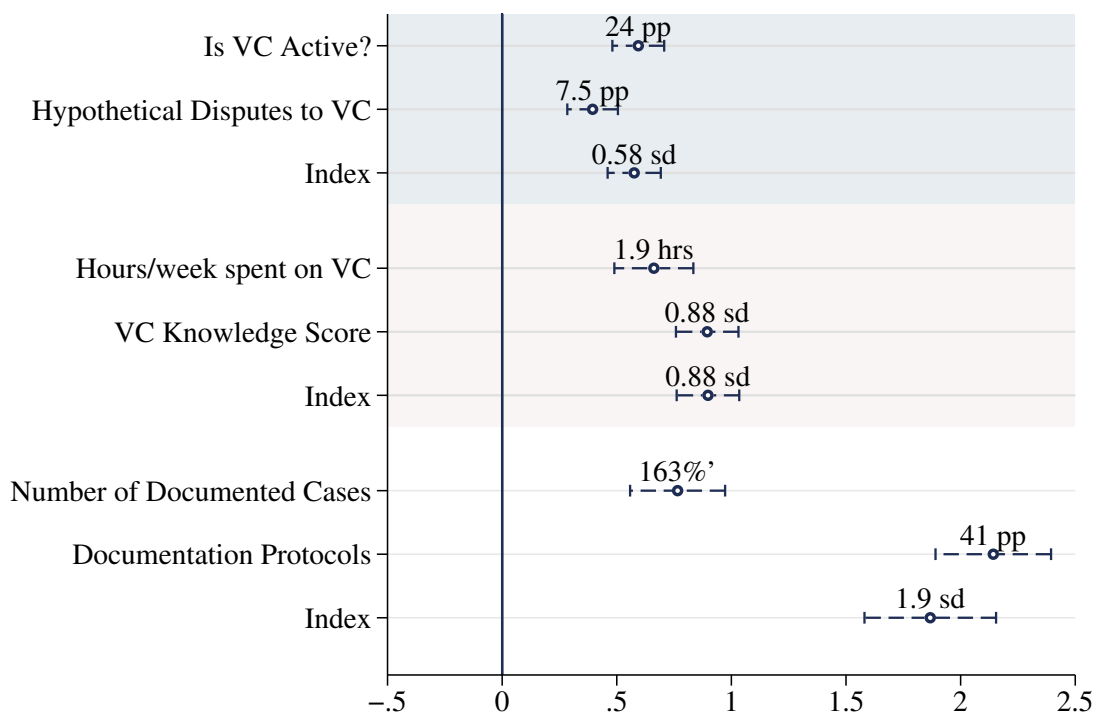 24 pp
Is VC Active?
7.5 pp
Hypothetical Disputes to VC
0.58 sd
Index
1.9 hrs
Hours/week spent on VC
0.88 sd
VC Knowledge Score
0.88 sd
Index
163%’
Number of Documented Cases
41 pp
Documentation Protocols
1.9 sd
Index
−.5 0 .5 1 1.5 2 2.5